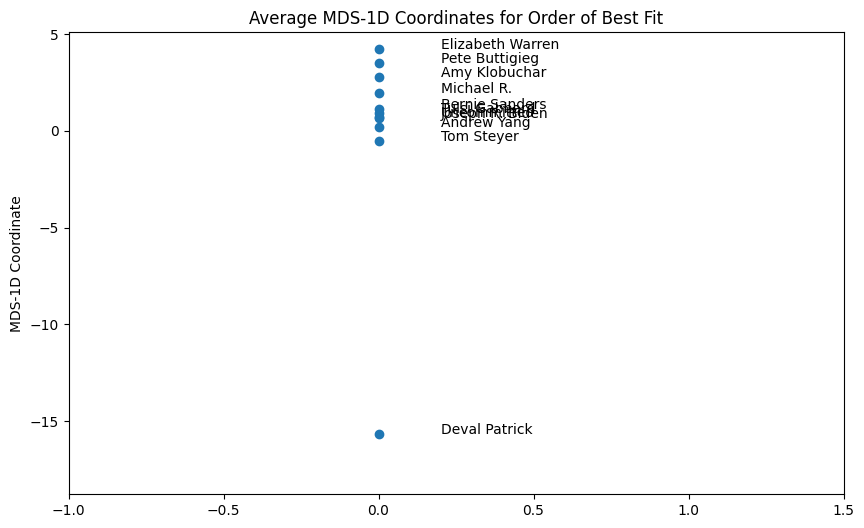 Average MDS-1D Coordinates for Order of Best Fit
MDS-1D Coordinate
5
0
−5
−10
−15
Elizabeth Warren
Pete Buttigieg
Amy Klobuchar
Michael R.
Bernie Sanders
Andrew Yang
Tom Steyer
Deval Patrick
−1.0
−0.5
0.0
0.5
1.0
1.5